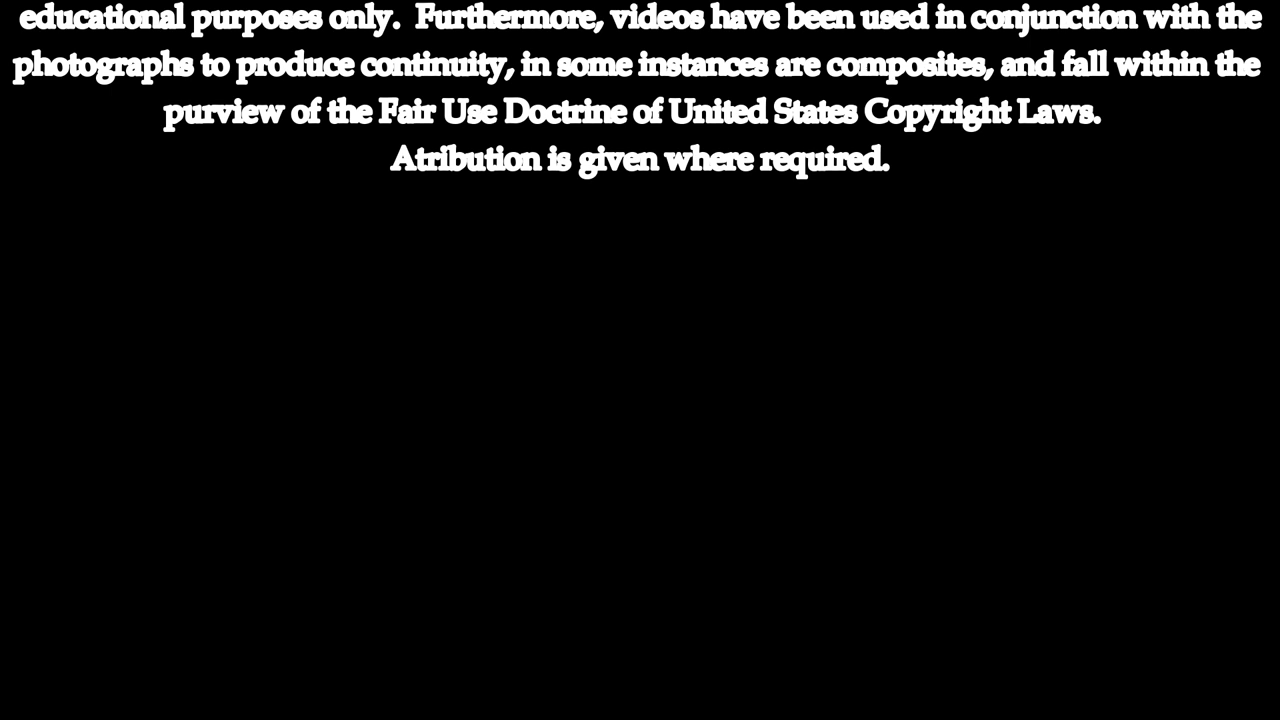 educational purposes only.  Furthermore, videos have been used in conjunction with the
photographs to produce continuity, in some instances are composites, and fall within the
purview of the Fair Use Doctrine of United States Copyright Laws.
Atribution is given where required.